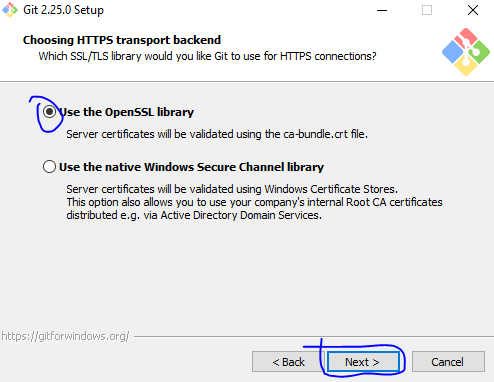 Git 2.25.0 Setup
Choosing HTTPS transport backend
Which SSL/TLS library would you like Git to use for HTTPS connections?
Use the OpenSSL library
Server certificates will be validated using the ca-bundle.crt file.
Use the native Windows Secure Channel library
Server certificates will be validated using Windows Certificate Stores.
This option also allows you to use your company's internal Root CA certificates
distributed e.g. via Active Directory Domain Services.
https://gitforwindows.org/
< Back
Next >
Cancel